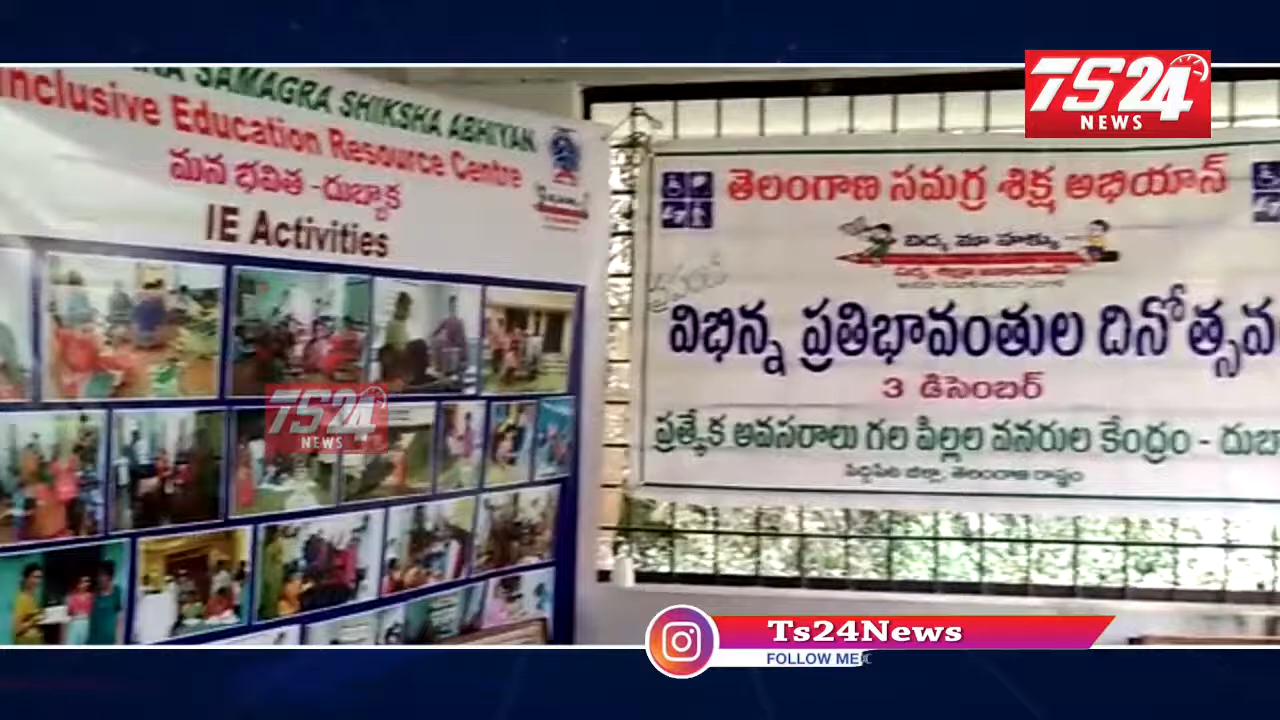 SAMAGRA SHIKSHA ABHIYAN
Inclusive Education Resource Centre
మన భవిత -దుబ్బాక
IE Activities
తెలంగాణ సమగ్ర శిక్ష అభియాన్
విభిన్న ప్రతిభావంతుల దినోత్సవ
3 డిసెంబర్
ప్రత్యేక అవసరాలు గల పిల్లల వనరుల కేంద్రం - దుబ్బా
సిద్దిపేట జిల్లా, తెలంగాణ రాష్ట్రం
TS24
NEWS
TS24
NEWS
Ts24News
FOLLOW ME